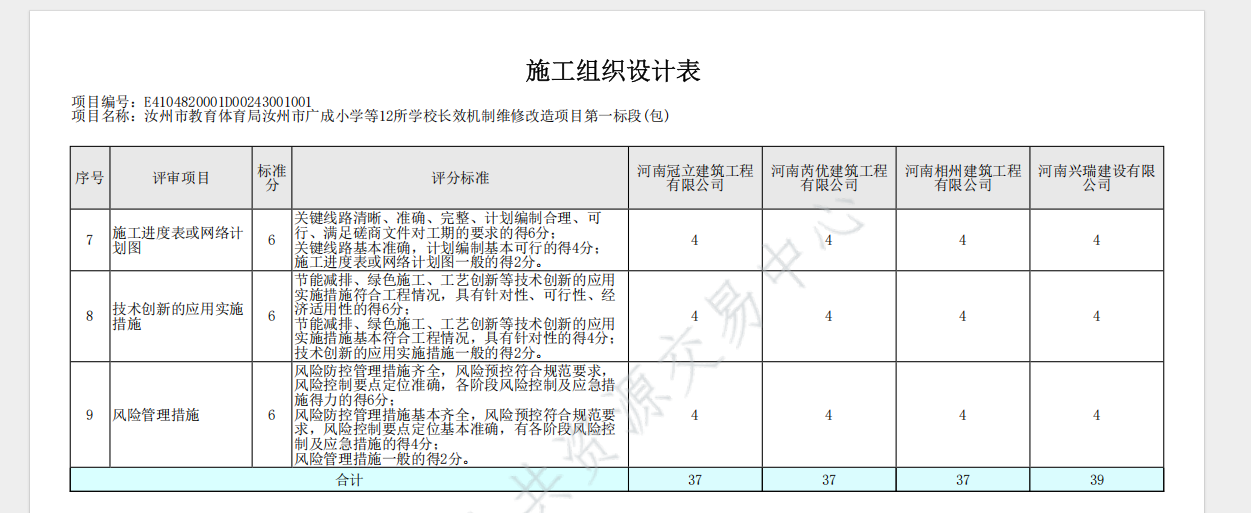 施工组织设计表
项目编号：E4104820001D00243001001
项目名称：汝州市教育体育局汝州市广成小学等12所学校长效机制维修改造项目第一标段(包)
序号
评审项目
标准
分
评分标准
河南冠立建筑工程
有限公司
河南芮优建筑工程
有限公司
河南相州建筑工程
有限公司
河南兴瑞建设有限
公司
7
施工进度表或网络计
划图
6
关键线路清晰、准确、完整、计划编制合理、可
行、满足磋商文件对工期的要求的得6分；
关键线路基本准确，计划编制基本可行的得4分；
施工进度表或网络计划图一般的得2分。
4
4
4
4
8
技术创新的应用实施
措施
6
节能减排、绿色施工、工艺创新等技术创新的应用
实施措施符合工程情况，具有针对性、可行性、经
济适用性的得6分；
节能减排、绿色施工、工艺创新等技术创新的应用
实施措施基本符合工程情况，具有针对性的得4分；
技术创新的应用实施措施一般的得2分。
4
4
4
4
9
风险管理措施
6
风险防控管理措施齐全，风险预控符合规范要求，
风险控制要点定位准确，各阶段风险控制及应急措
施得力的得6分；
风险防控管理措施基本齐全，风险预控符合规范要
求，风险控制要点定位基本准确，有各阶段风险控
制及应急措施的得4分；
风险管理措施一般的得2分。
4
4
4
4
合计
37
37
37
39
共资源交易中心